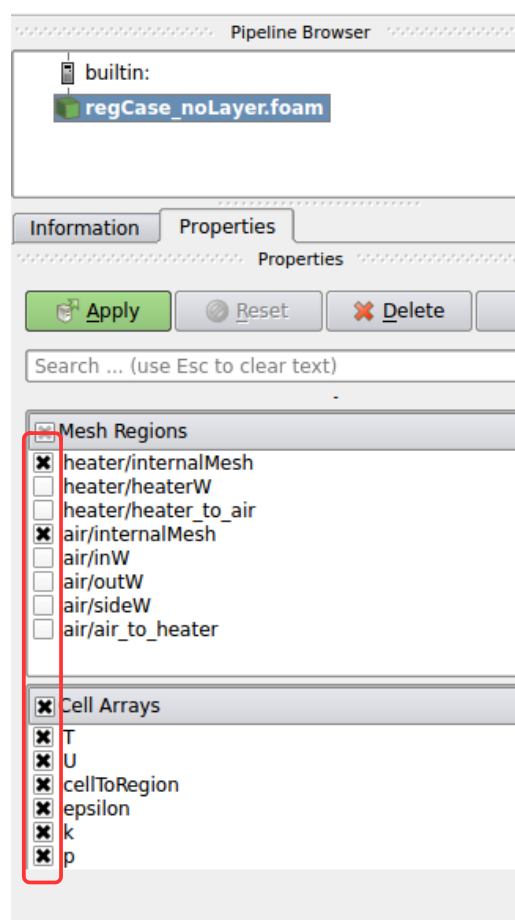 Pipeline Browser
builtin:
regCase_noLayer.foam
Information Properties
Properties
Apply Reset Delete
Search ... (use Esc to clear text)
Mesh Regions
heater/internalMesh
heater/heaterW
heater/heater_to_air
air/internalMesh
air/inW
air/outW
air/sideW
air/air_to_heater
Cell Arrays
T
U
cellToRegion
epsilon
k
p